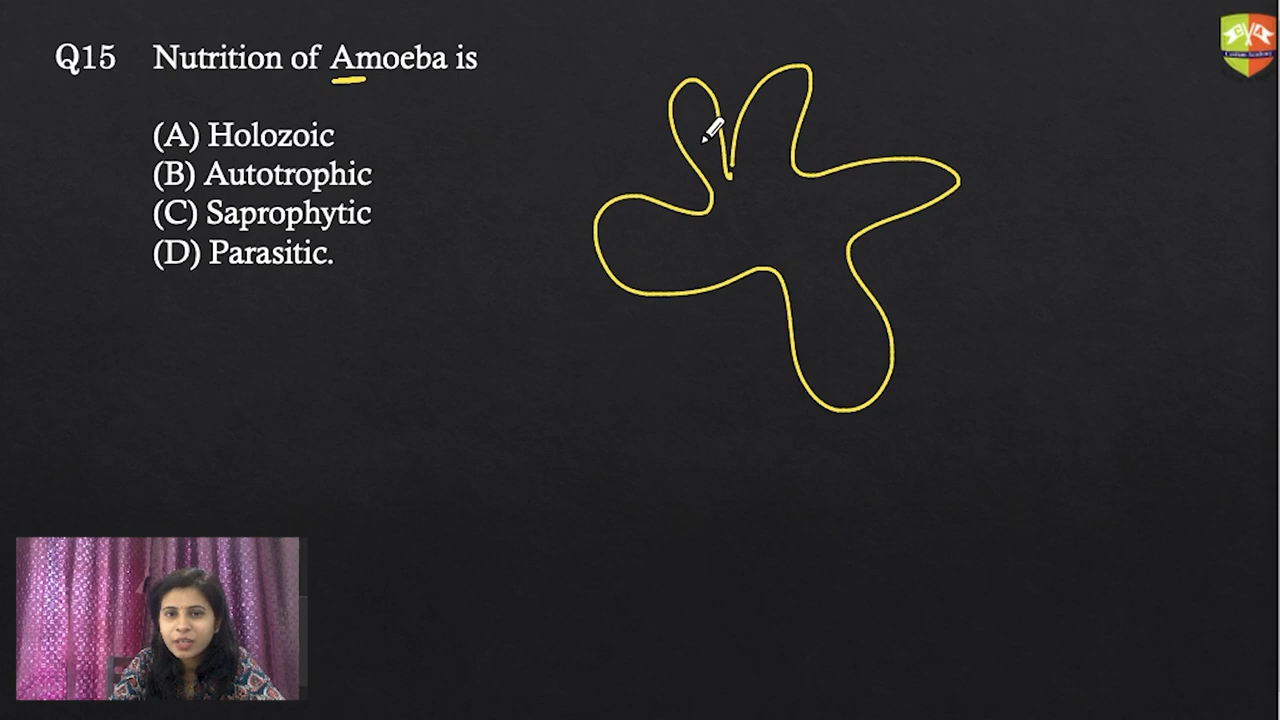 Q15 Nutrition of Amoeba is
(A) Holozoic
(B) Autotrophic
(C) Saprophytic
(D) Parasitic.